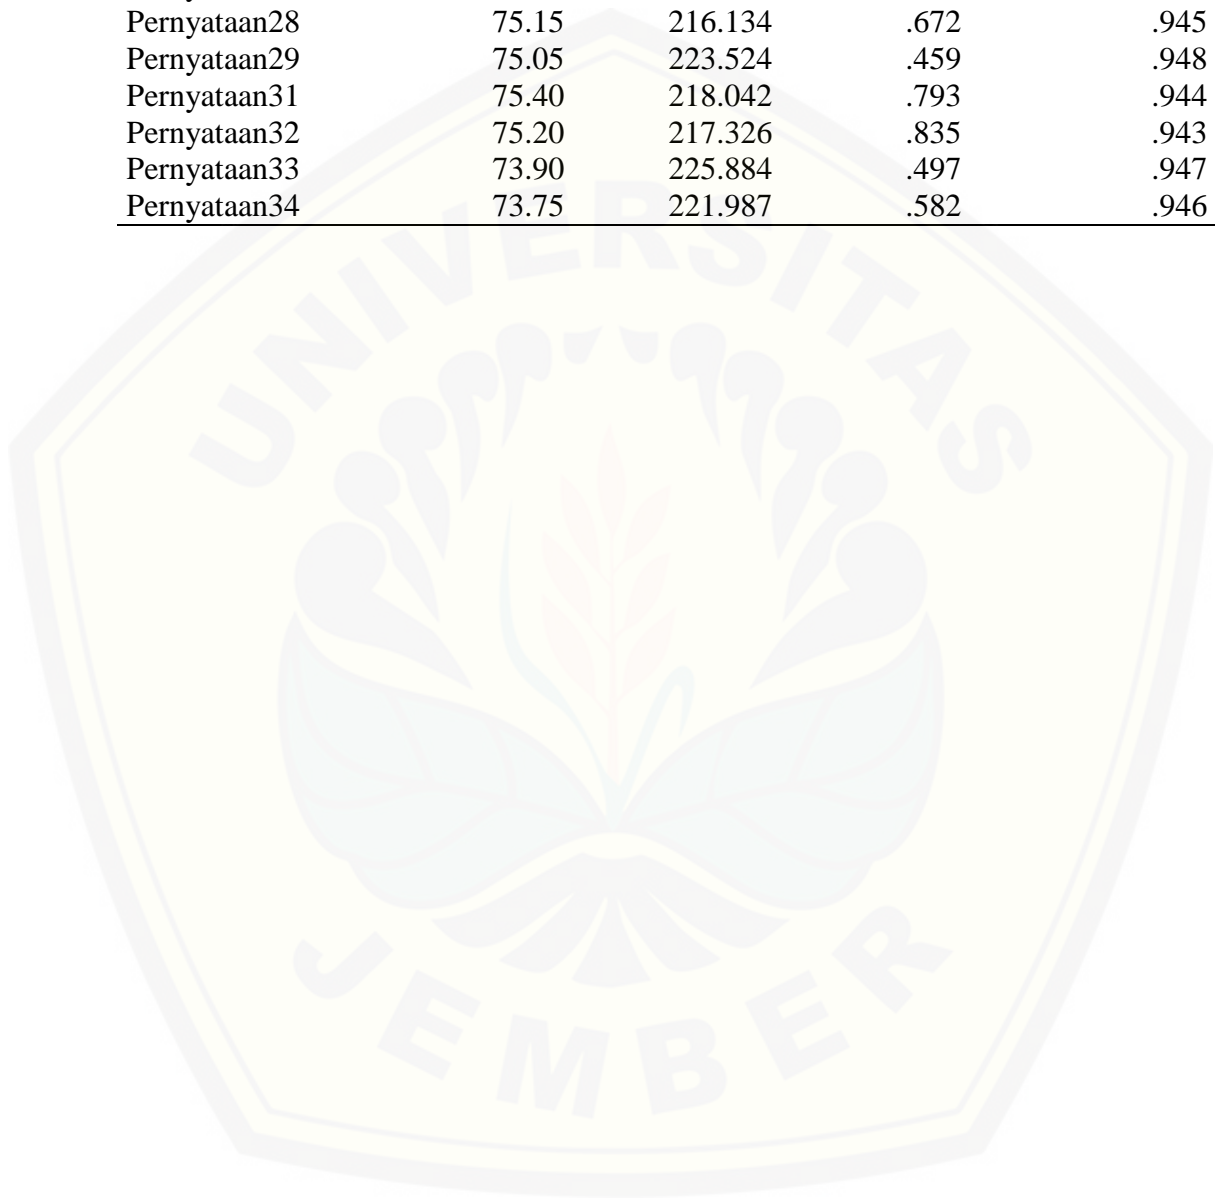 Pernyataan28 75.15 216.134 .672 .945
Pernyataan29 75.05 223.524 .459 .948
Pernyataan31 75.40 218.042 .793 .944
Pernyataan32 75.20 217.326 .835 .943
Pernyataan33 73.90 225.884 .497 .947
Pernyataan34 73.75 221.987 .582 .946
UNIVERSITAS
JEMBER